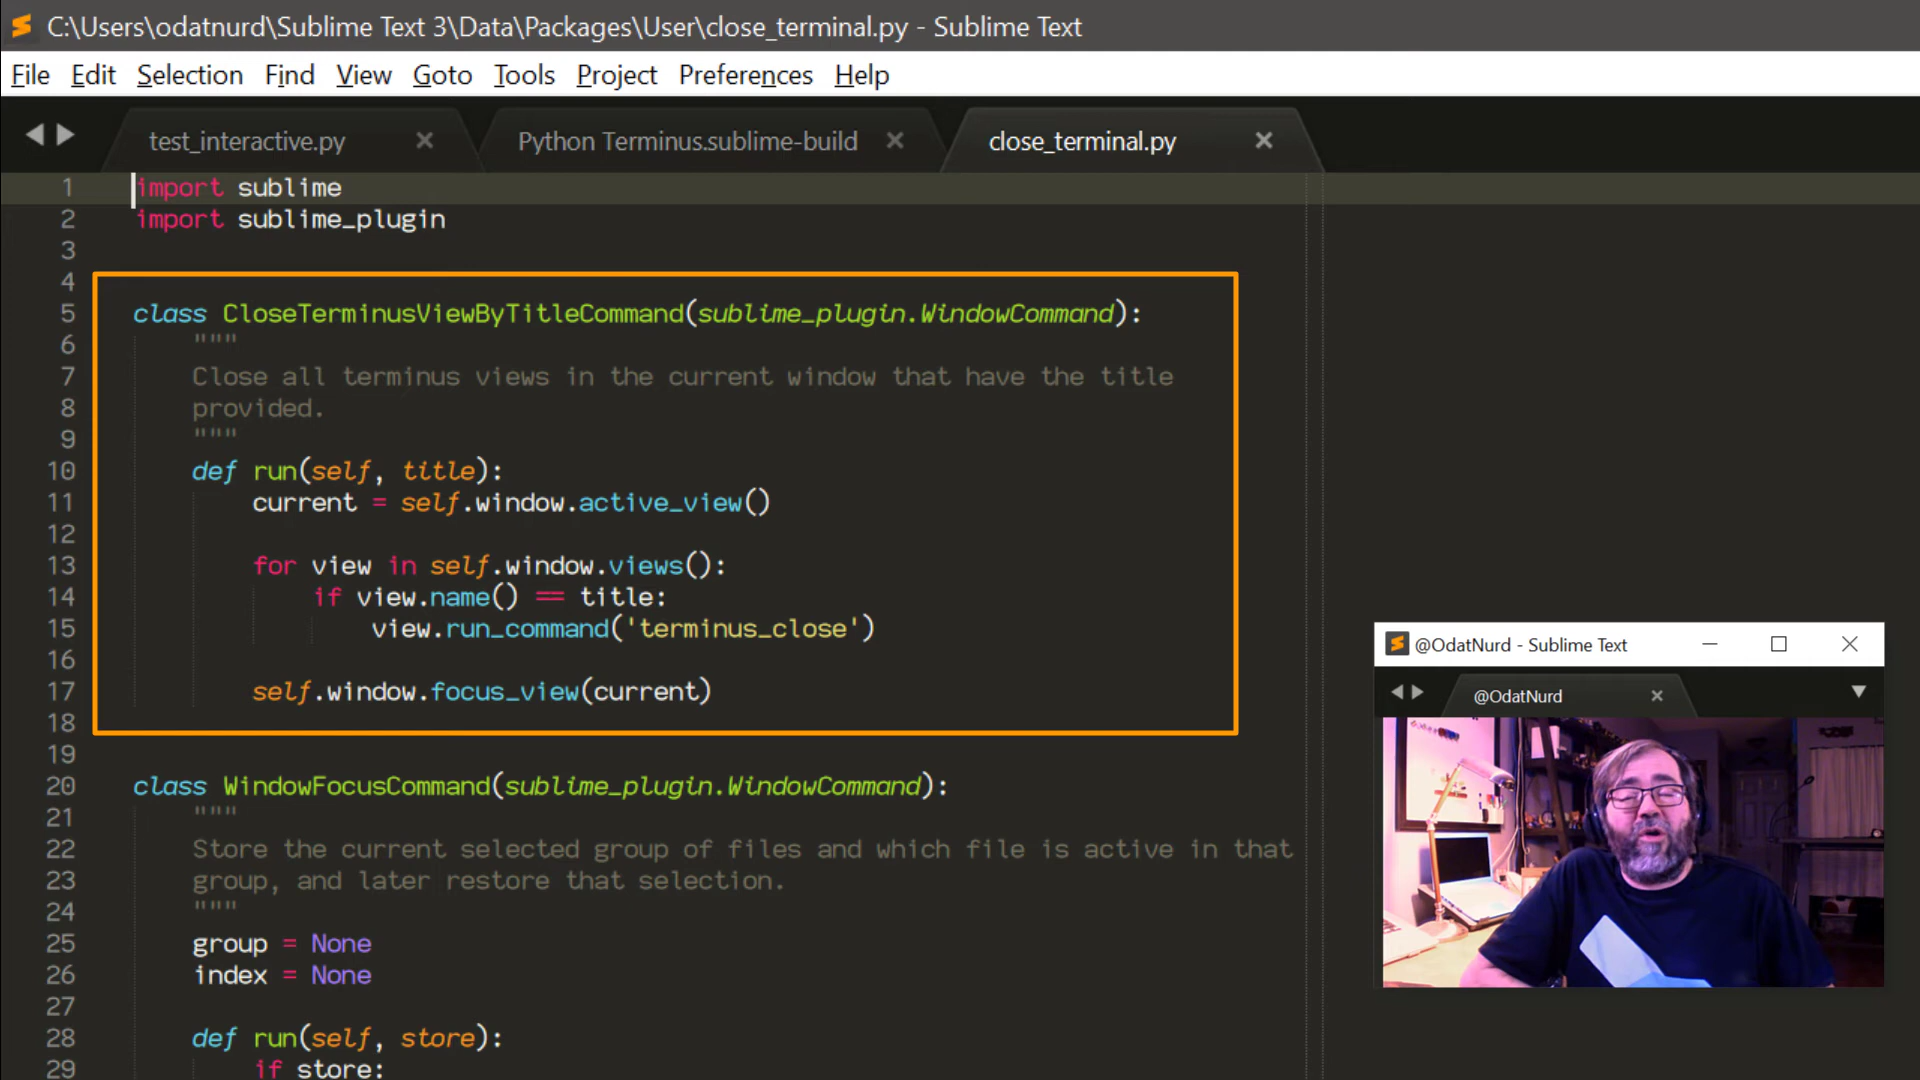 C:\Users\odatnurd\Sublime Text 3\Data\Packages\User\close_terminal.py - Sublime Text
File Edit Selection Find View Goto Tools Project Preferences Help
test_interactive.py Python Terminus.sublime-build close_terminal.py
1 import sublime
2 import sublime_plugin
3
4
5 class CloseTerminusViewByTitleCommand(sublime_plugin.WindowCommand):
6 """
7 Close all terminus views in the current window that have the title
8 provided.
9 """
10 def run(self, title):
11 current = self.window.active_view()
12
13 for view in self.window.views():
14 if view.name() == title:
15 view.run_command('terminus_close')
16
17 self.window.focus_view(current)
18
19
20 class WindowFocusCommand(sublime_plugin.WindowCommand):
21 """
22 Store the current selected group of files and which file is active in that
23 group, and later restore that selection.
24 """
25 group = None
26 index = None
27
28 def run(self, store):
29 if store:
@OdatNurd - Sublime Text
@OdatNurd